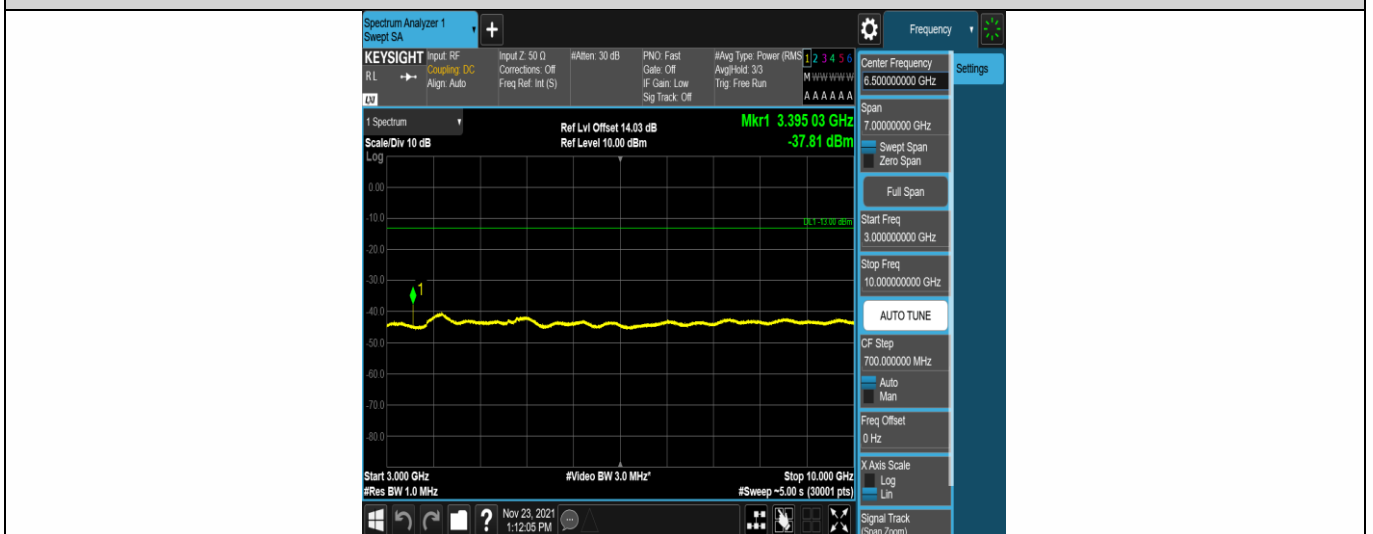 Spectrum Analyzer 1
Swept SA
+
Frequency
KEYSIGHT
RL
LXI
Input: RF
Coupling: DC
Align: Auto
Input Z: 50 Ω
Corrections: Off
Freq Ref: Int (S)
#Atten: 30 dB
PNO: Fast
Gate: Off
IF Gain: Low
Sig Track: Off
#Avg Type: Power (RMS
Avg|Hold: 3/3
Trig: Free Run
1 2 3 4 5 6
M W W W W W
A A A A A A
1 Spectrum
Scale/Div 10 dB
Log
Ref Lvl Offset 14.03 dB
Ref Level 10.00 dBm
Mkr1 3.395 03 GHz
-37.81 dBm
0.00
-10.0
-20.0
-30.0
-40.0
-50.0
-60.0
-70.0
-80.0
DL1 -13.00 dBm
1
Start 3.000 GHz
#Res BW 1.0 MHz
#Video BW 3.0 MHz*
Stop 10.000 GHz
#Sweep ~5.00 s (30001 pts)
Center Frequency
6.50000000 GHz
Settings
Span
7.00000000 GHz
Swept Span
Zero Span
Full Span
Start Freq
3.000000000 GHz
Stop Freq
10.000000000 GHz
AUTO TUNE
CF Step
700.000000 MHz
Auto
Man
Freq Offset
0 Hz
X Axis Scale
Log
Lin
Signal Track
(Span Zoom)
?
Nov 23, 2021
1:12:05 PM